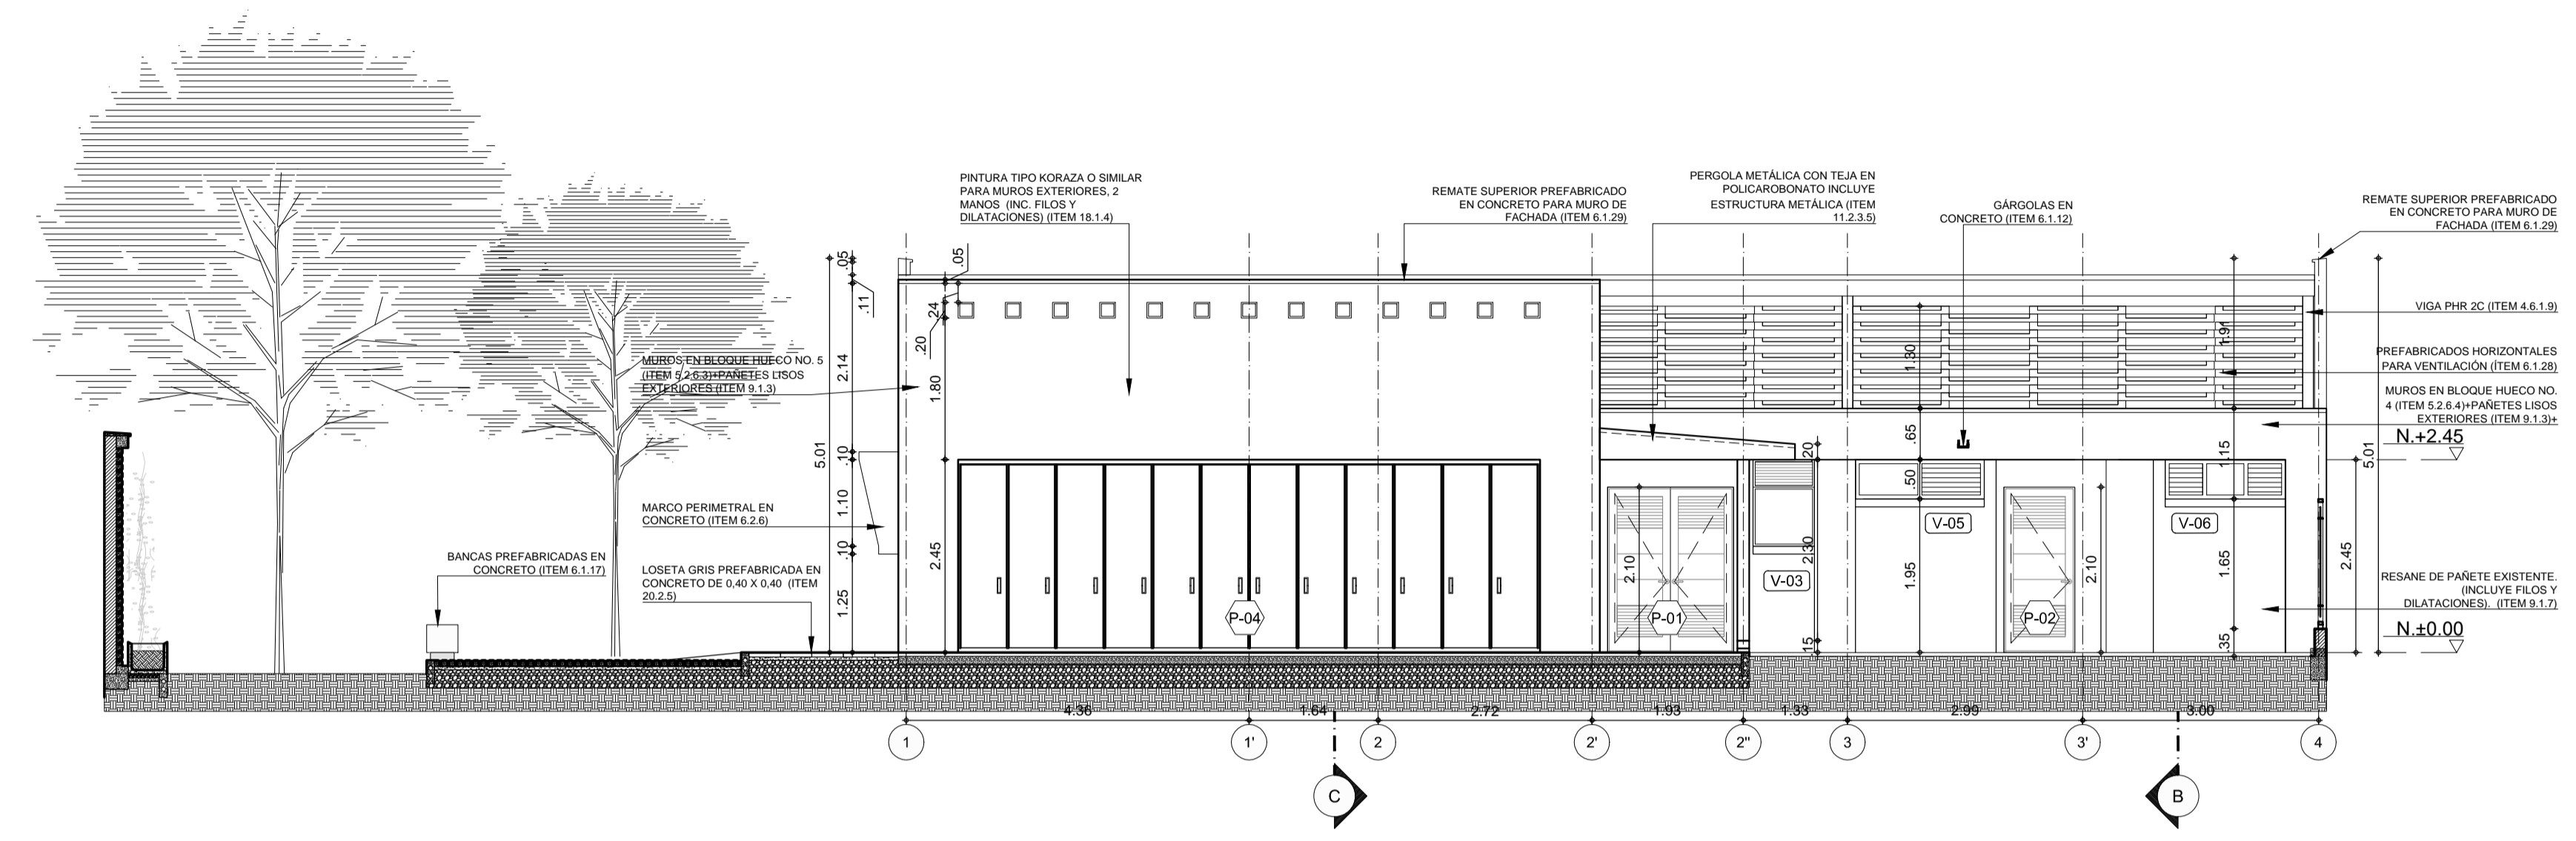 PINTURA TIPO KORAZA O SIMILAR
PARA MUROS EXTERIORES, 2
MANOS (INC. FILOS Y
DILATACIONES) (ITEM 18.1.4)
REMATE SUPERIOR PREFABRICADO
EN CONCRETO PARA MURO DE
FACHADA (ITEM 6.1.29)
PERGOLA METÁLICA CON TEJA EN
POLICAROBONATO INCLUYE
ESTRUCTURA METÁLICA (ITEM
11.2.3.5)
GÁRGOLAS EN
CONCRETO (ITEM 6.1.12)
REMATE SUPERIOR PREFABRICADO
EN CONCRETO PARA MURO DE
FACHADA (ÍTEM 6.1.29)
VIGA PHR 2C (ITEM 4.6.1.9)
PREFABRICADOS HORIZONTALES
PARA VENTILACIÓN (ÍTEM 6.1.28)
MUROS EN BLOQUE HUECO NO.
4 (ITEM 5.2.6.4)+PAÑETES LISOS
EXTERIORES (ITEM 9.1.3)+
N.+2.45
RESANE DE PAÑETE EXISTENTE.
(INCLUYE FILOS Y
DILATACIONES). (ITEM 9.1.7)
N.±0.00
MUROS EN BLOQUE HUECO NO. 5
(ITEM 5.2.6.3)+PAÑETES LISOS
EXTERIORES (ITEM 9.1.3)
MARCO PERIMETRAL EN
CONCRETO (ITEM 6.2.6)
BANCAS PREFABRICADAS EN
CONCRETO (ITEM 6.1.17)
LOSETA GRIS PREFABRICADA EN
CONCRETO DE 0,40 X 0,40 (ITEM
20.2.5)
5.01
.05
.11
2.14
.10
1.10
.10
1.25
.05
.24
.20
1.80
2.45
P-04
2.10
P-01
V-03
.20
2.30
.15
1.30
.65
.50
1.95
V-05
P-02
2.10
V-06
1.91
1.15
1.65
.35
2.45
5.01
4.36
1.64
2.72
1.93
1.33
2.99
3.00
1
1'
2
2'
2"
3
3'
4
C
B